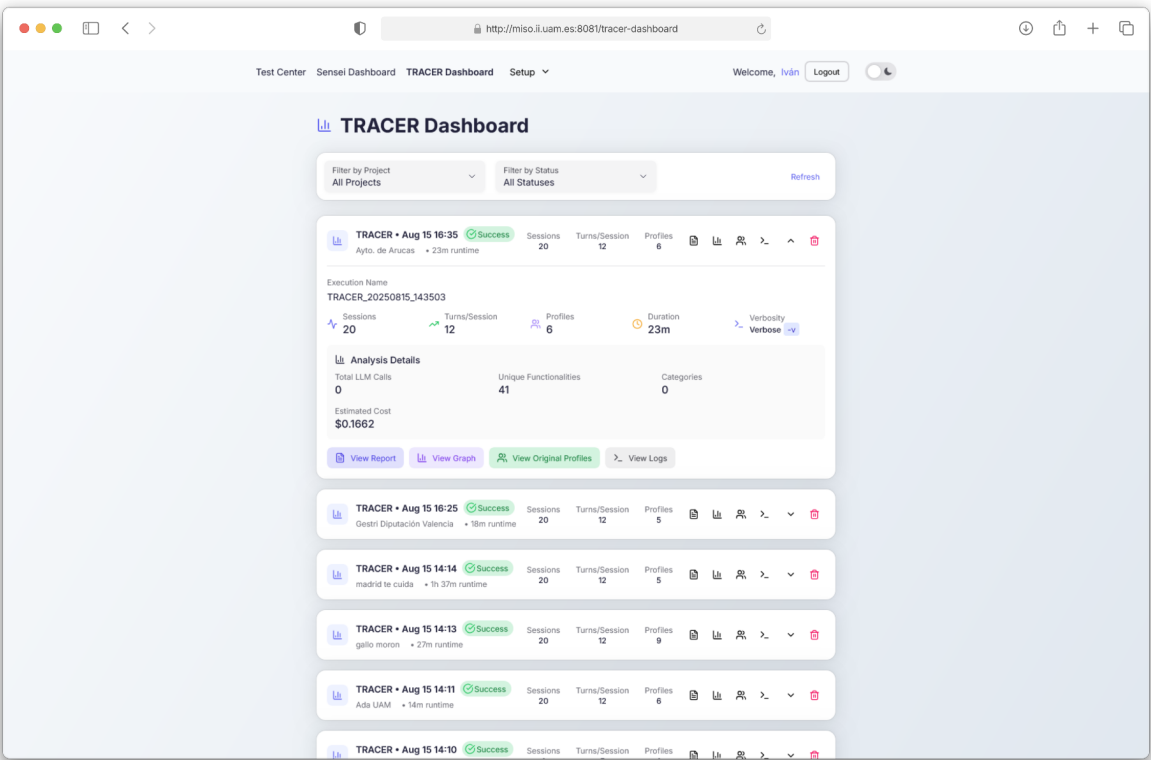 http://miso.ii.uam.es:8081/tracer-dashboard
Test Center Sensei Dashboard TRACER Dashboard Setup Welcome, Iván Logout
TRACER Dashboard
Filter by Project
All Projects
Filter by Status
All Statuses
Refresh
TRACER • Aug 15 16:35 Success
Ayto. de Arucas • 23m runtime
Sessions
20
Turns/Session
12
Profiles
6
Execution Name
TRACER_20250815_143503
Sessions
20
Turns/Session
12
Profiles
6
Duration
23m
Verbosity
Verbose -v
Analysis Details
Total LLM Calls
0
Unique Functionalities
41
Categories
0
Estimated Cost
$0.1662
View Report View Graph View Original Profiles View Logs
TRACER • Aug 15 16:25 Success
Gestri Diputación Valencia • 18m runtime
Sessions
20
Turns/Session
12
Profiles
5
TRACER • Aug 15 14:14 Success
madrid te cuida • 1h 37m runtime
Sessions
20
Turns/Session
12
Profiles
5
TRACER • Aug 15 14:13 Success
gallo moron • 27m runtime
Sessions
20
Turns/Session
12
Profiles
9
TRACER • Aug 15 14:11 Success
Ada UAM • 14m runtime
Sessions
20
Turns/Session
12
Profiles
6
TRACER • Aug 15 14:10 Success
Sessions
Turns/Session
Profiles